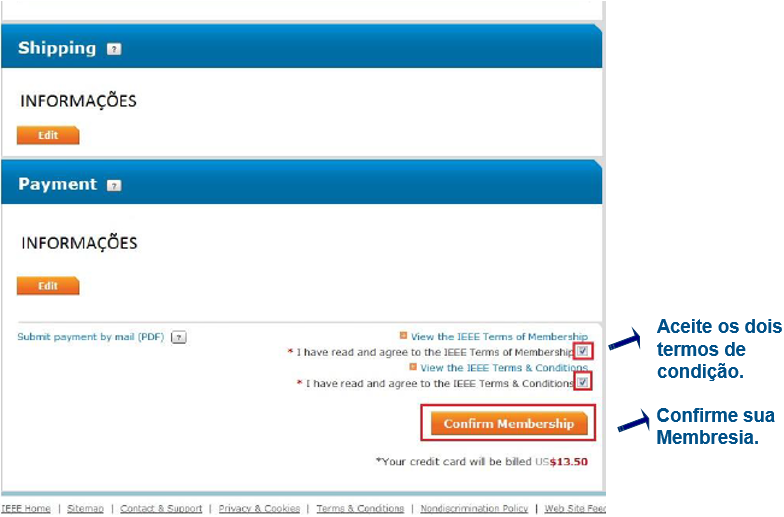 Shipping ?
INFORMAÇÕES
Edit
Payment ?
INFORMAÇÕES
Edit
Submit payment by mail (PDF) ?
View the IEEE Terms of Membership
* I have read and agree to the IEEE Terms of Membership
View the IEEE Terms & Conditions
* I have read and agree to the IEEE Terms & Conditions
Aceite os dois
termos de
condição.
Confirm Membership
Confirme sua
Membresia.
*Your credit card will be billed US$13.50
IEEE Home | Sitemap | Contact & Support | Privacy & Cookies | Terms & Conditions | Nondiscrimination Policy | Web Site Fee